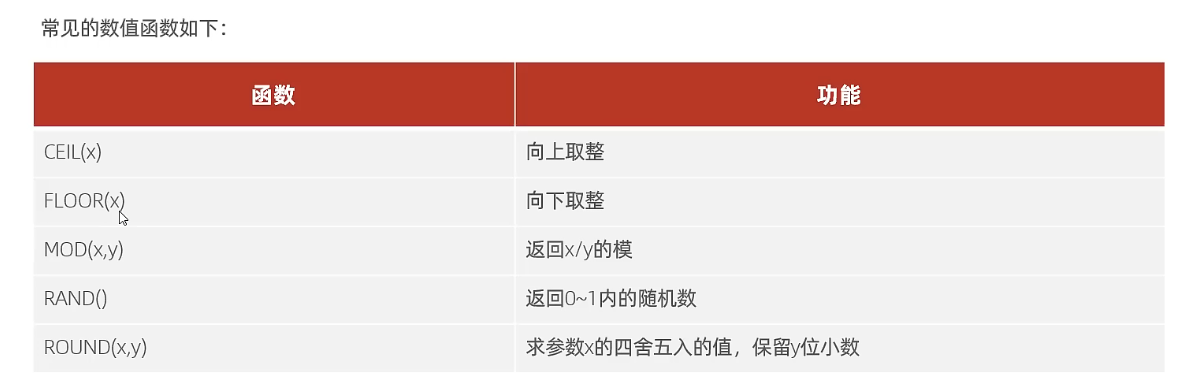 常见的数值函数如下：
函数 功能
CEIL(x) 向上取整
FLOOR(x) 向下取整
MOD(x,y) 返回x/y的模
RAND() 返回0~1内的随机数
ROUND(x,y) 求参数x的四舍五入的值，保留y位小数